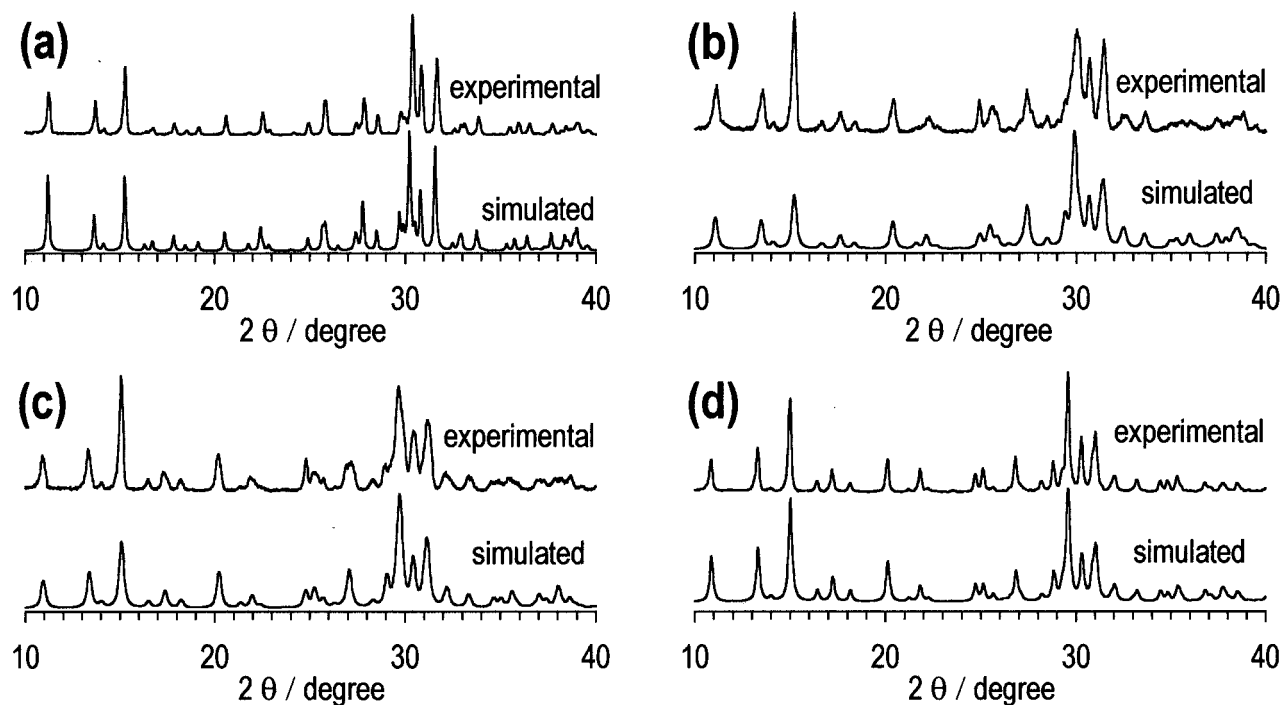 (a)
experimental
simulated
10 20 30 40
2 θ / degree
(b)
experimental
simulated
10 20 30 40
2 θ / degree
(c)
experimental
simulated
10 20 30 40
2 θ / degree
(d)
experimental
simulated
10 20 30 40
2 θ / degree